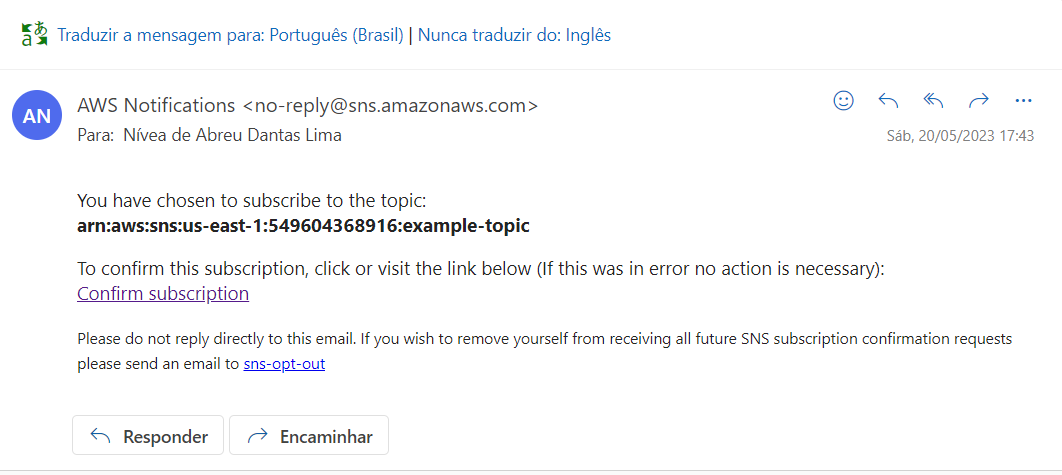 Traduzir a mensagem para: Português (Brasil) | Nunca traduzir do: Inglês
AN
AWS Notifications <no-reply@sns.amazonaws.com>
Para: Nívea de Abreu Dantas Lima
Sáb, 20/05/2023 17:43
You have chosen to subscribe to the topic:
arn:aws:sns:us-east-1:549604368916:example-topic
To confirm this subscription, click or visit the link below (If this was in error no action is necessary):
Confirm subscription
Please do not reply directly to this email. If you wish to remove yourself from receiving all future SNS subscription confirmation requests
please send an email to sns-opt-out
Responder
Encaminhar